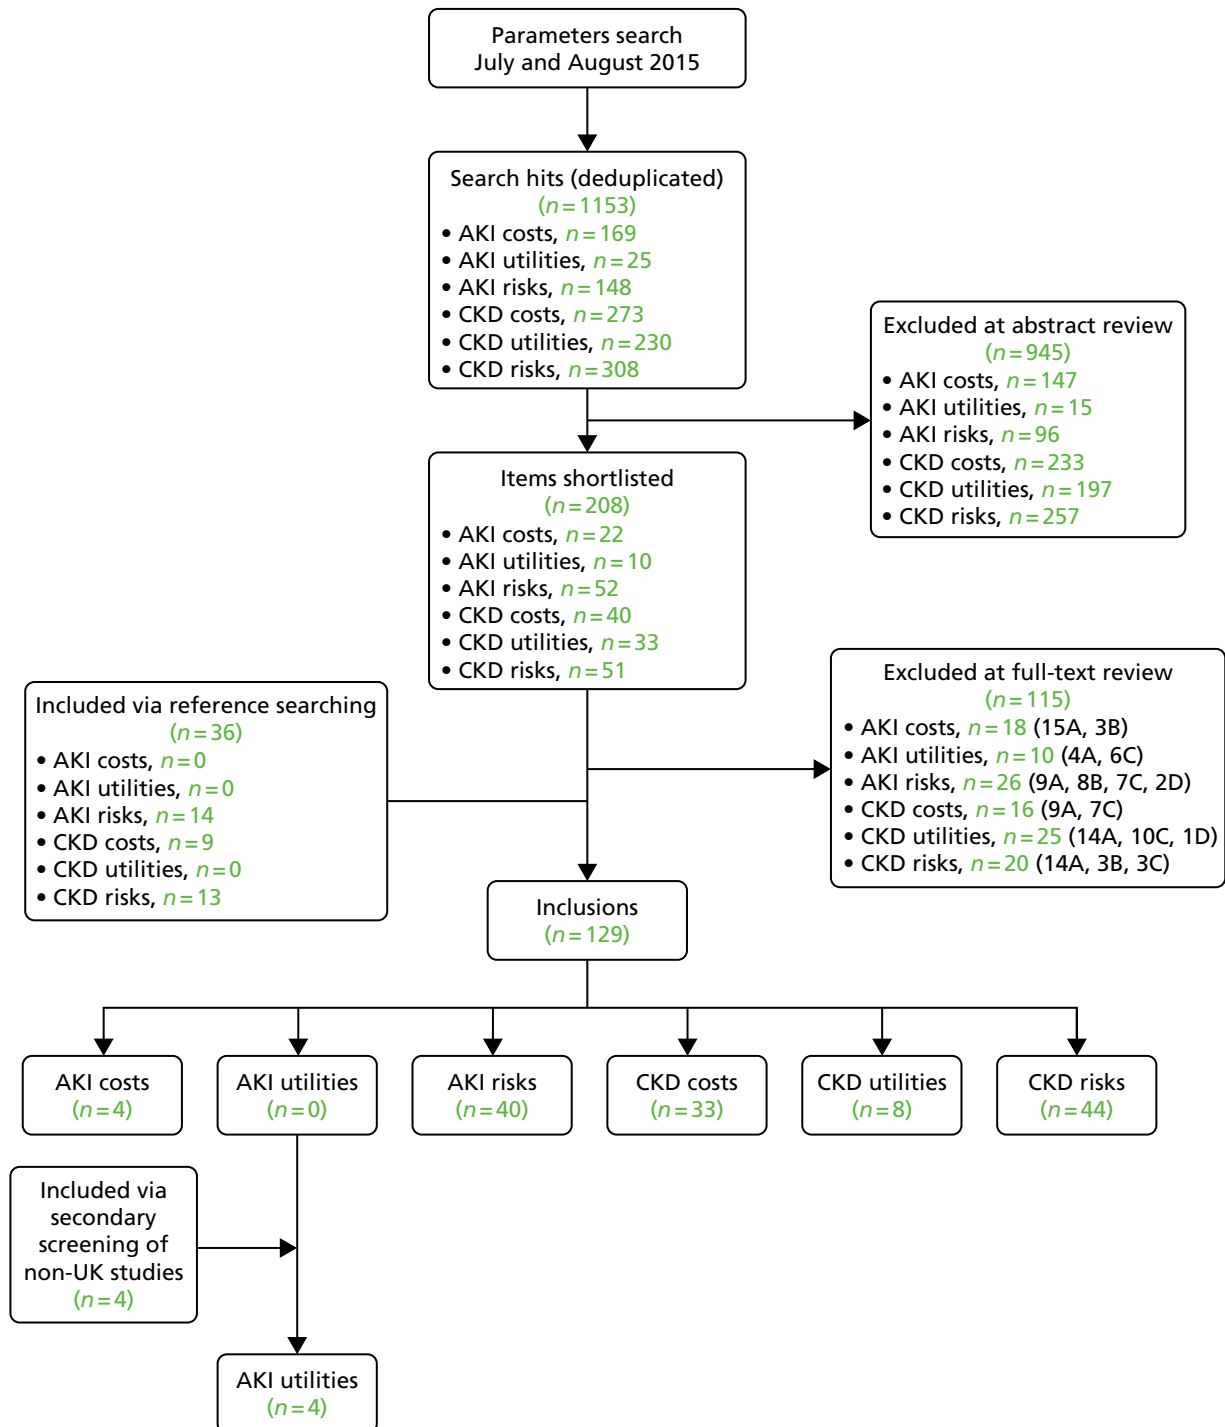 Parameters search
July and August 2015
Search hits (deduplicated)
(n=1153)
• AKI costs, n=169
• AKI utilities, n=25
• AKI risks, n=148
• CKD costs, n=273
• CKD utilities, n=230
• CKD risks, n=308
Excluded at abstract review
(n=945)
• AKI costs, n=147
• AKI utilities, n=15
• AKI risks, n=96
• CKD costs, n=233
• CKD utilities, n=197
• CKD risks, n=257
Items shortlisted
(n=208)
• AKI costs, n=22
• AKI utilities, n=10
• AKI risks, n=52
• CKD costs, n=40
• CKD utilities, n=33
• CKD risks, n=51
Excluded at full-text review
(n=115)
• AKI costs, n=18 (15A, 3B)
• AKI utilities, n=10 (4A, 6C)
• AKI risks, n=26 (9A, 8B, 7C, 2D)
• CKD costs, n=16 (9A, 7C)
• CKD utilities, n=25 (14A, 10C, 1D)
• CKD risks, n=20 (14A, 3B, 3C)
Included via reference searching
(n=36)
• AKI costs, n=0
• AKI utilities, n=0
• AKI risks, n=14
• CKD costs, n=9
• CKD utilities, n=0
• CKD risks, n=13
Inclusions
(n=129)
AKI costs
(n=4)
AKI utilities
(n=0)
AKI risks
(n=40)
CKD costs
(n=33)
CKD utilities
(n=8)
CKD risks
(n=44)
Included via
secondary
screening of
non-UK studies
(n=4)
AKI utilities
(n=4)